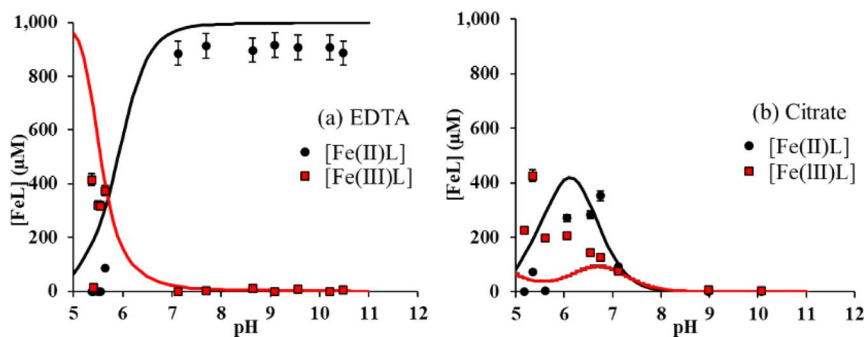 1,000
800
600
400
200
0
[FeL] (µM)
5 6 7 8 9 10 11 12
pH
(a) EDTA
[Fe(II)L]
[Fe(III)L]
1,000
800
600
400
200
0
[FeL] (µM)
5 6 7 8 9 10 11 12
pH
(b) Citrate
[Fe(II)L]
[Fe(III)L]